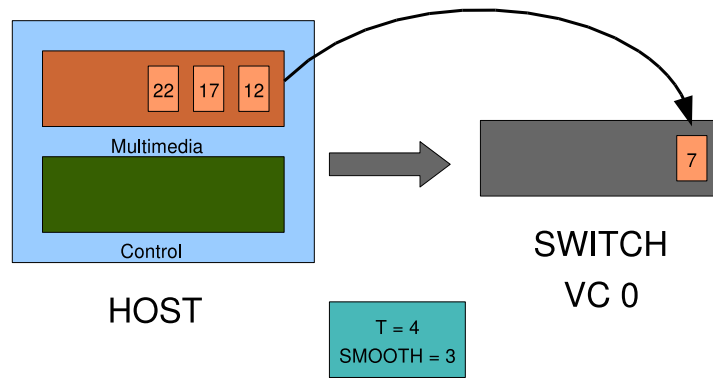 22 17 12
Multimedia
7
Control
SWITCH
VC 0
HOST
T = 4
SMOOTH = 3